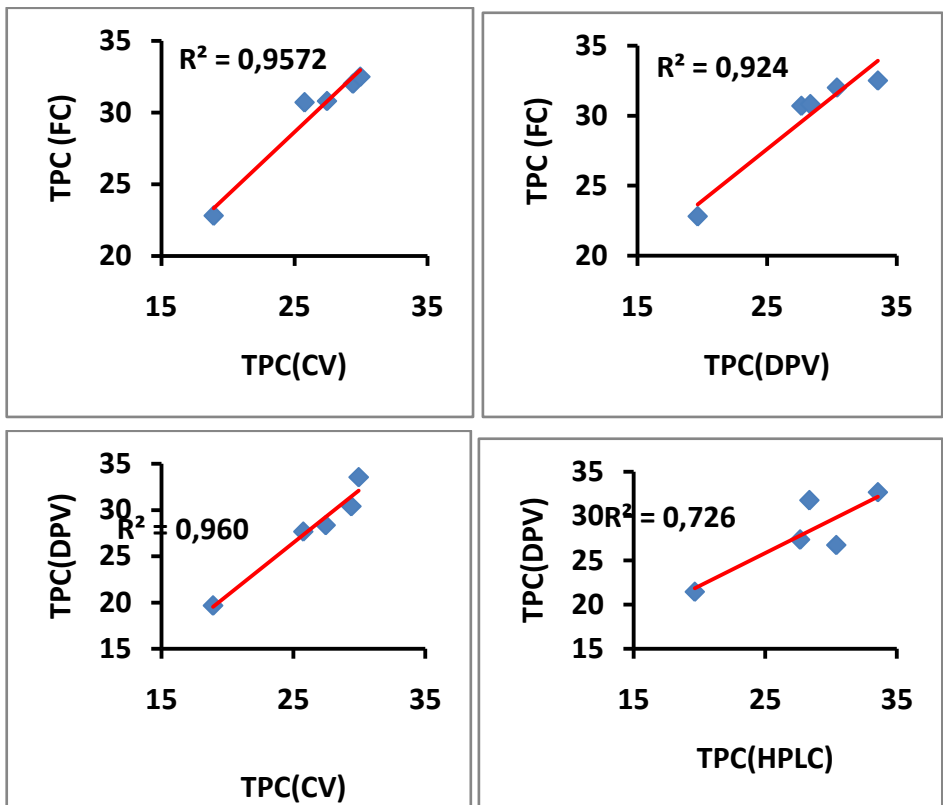 R² = 0,9572
TPC (FC)
35
30
25
20
15 25 35
TPC(CV)
R² = 0,924
TPC (FC)
35
30
25
20
15 25 35
TPC(DPV)
R² = 0,960
TPC(DPV)
35
30
25
20
15
15 25 35
TPC(CV)
R² = 0,726
TPC(DPV)
35
30
25
20
15
15 25 35
TPC(HPLC)